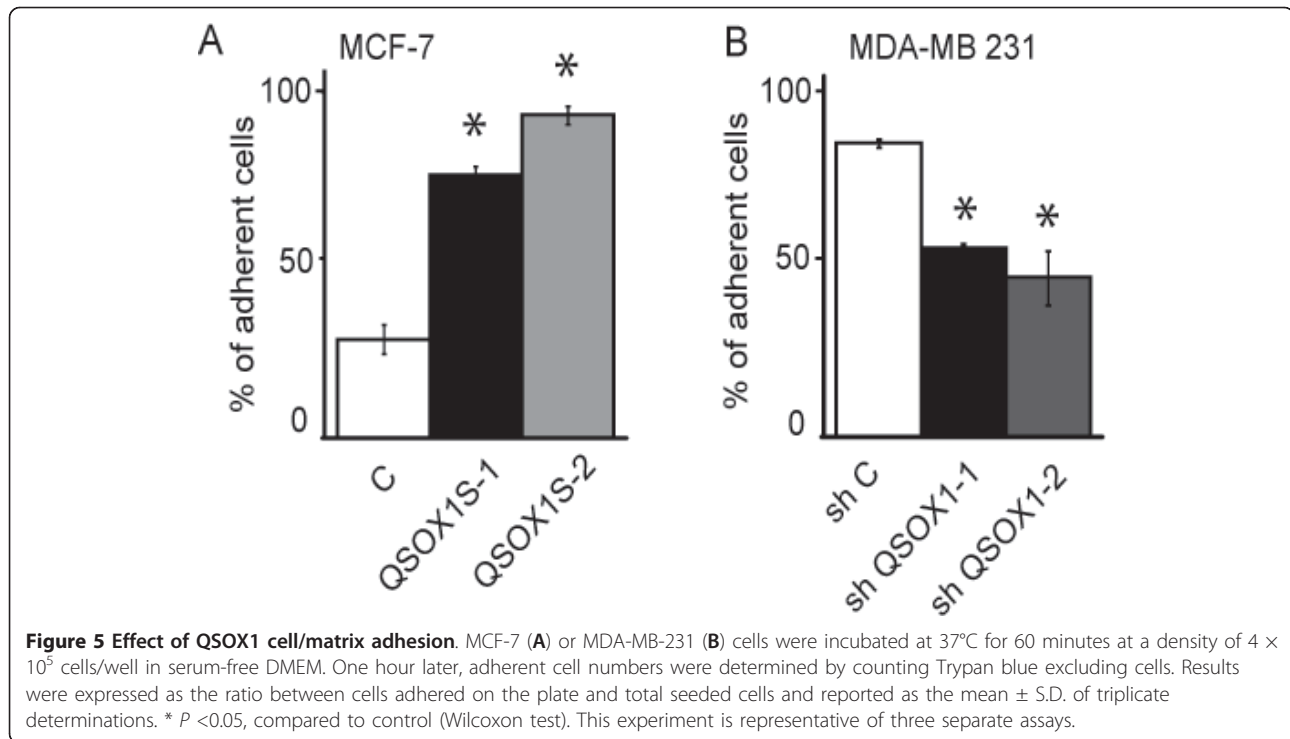 A
MCF-7
% of adherent cells
100
50
0
*
*
C
QSOX1S-1
QSOX1S-2
B
MDA-MB 231
% of adherent cells
100
50
0
*
*
sh C
sh QSOX1-1
sh QSOX1-2
Figure 5 Effect of QSOX1 cell/matrix adhesion. MCF-7 (A) or MDA-MB-231 (B) cells were incubated at 37°C for 60 minutes at a density of 4 ×
10⁵ cells/well in serum-free DMEM. One hour later, adherent cell numbers were determined by counting Trypan blue excluding cells. Results
were expressed as the ratio between cells adhered on the plate and total seeded cells and reported as the mean ± S.D. of triplicate
determinations. * P <0.05, compared to control (Wilcoxon test). This experiment is representative of three separate assays.